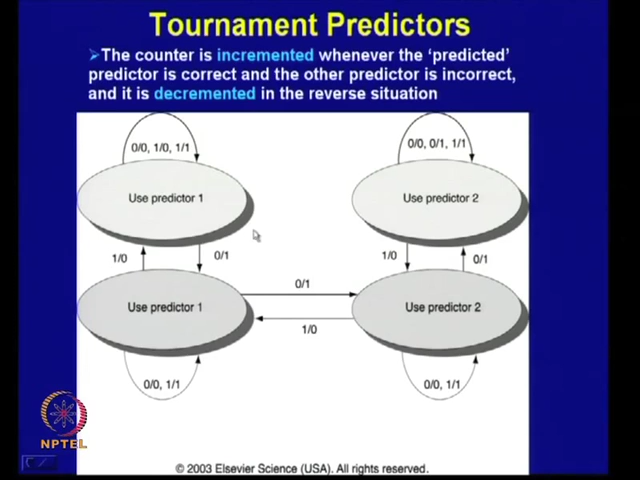 Tournament Predictors
The counter is incremented whenever the 'predicted'
predictor is correct and the other predictor is incorrect,
and it is decremented in the reverse situation
0/0, 1/0, 1/1
0/0, 0/1, 1/1
Use predictor 1
Use predictor 2
1/0
0/1
1/0
0/1
Use predictor 1
0/1
Use predictor 2
1/0
0/0, 1/1
0/0, 1/1
NPTEL
© 2003 Elsevier Science (USA). All rights reserved.